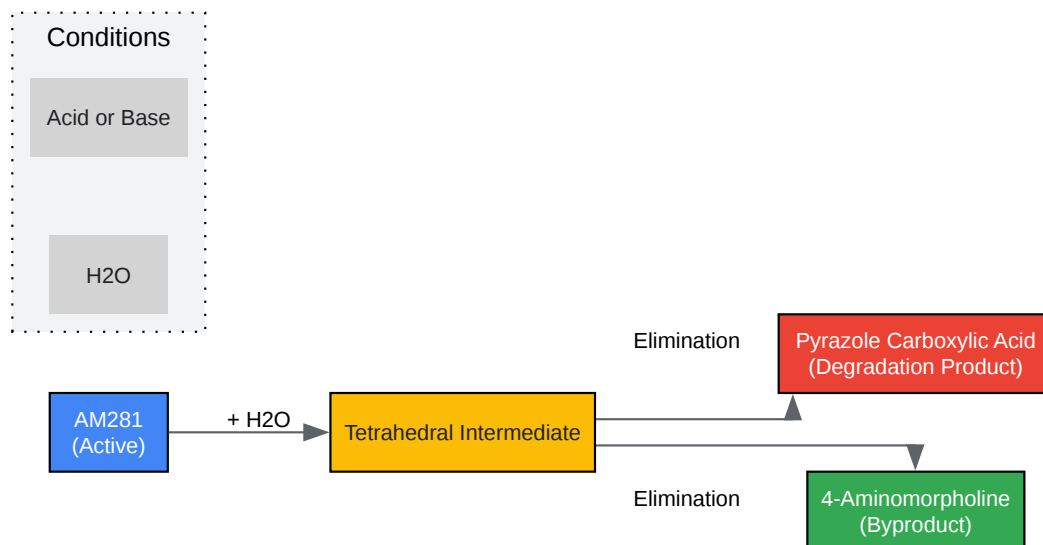 Conditions
Acid or Base
H2O
Elimination
Pyrazole Carboxylic Acid
(Degradation Product)
AM281
(Active)
+ H2O
Tetrahedral Intermediate
Elimination
4-Aminomorpholine
(Byproduct)